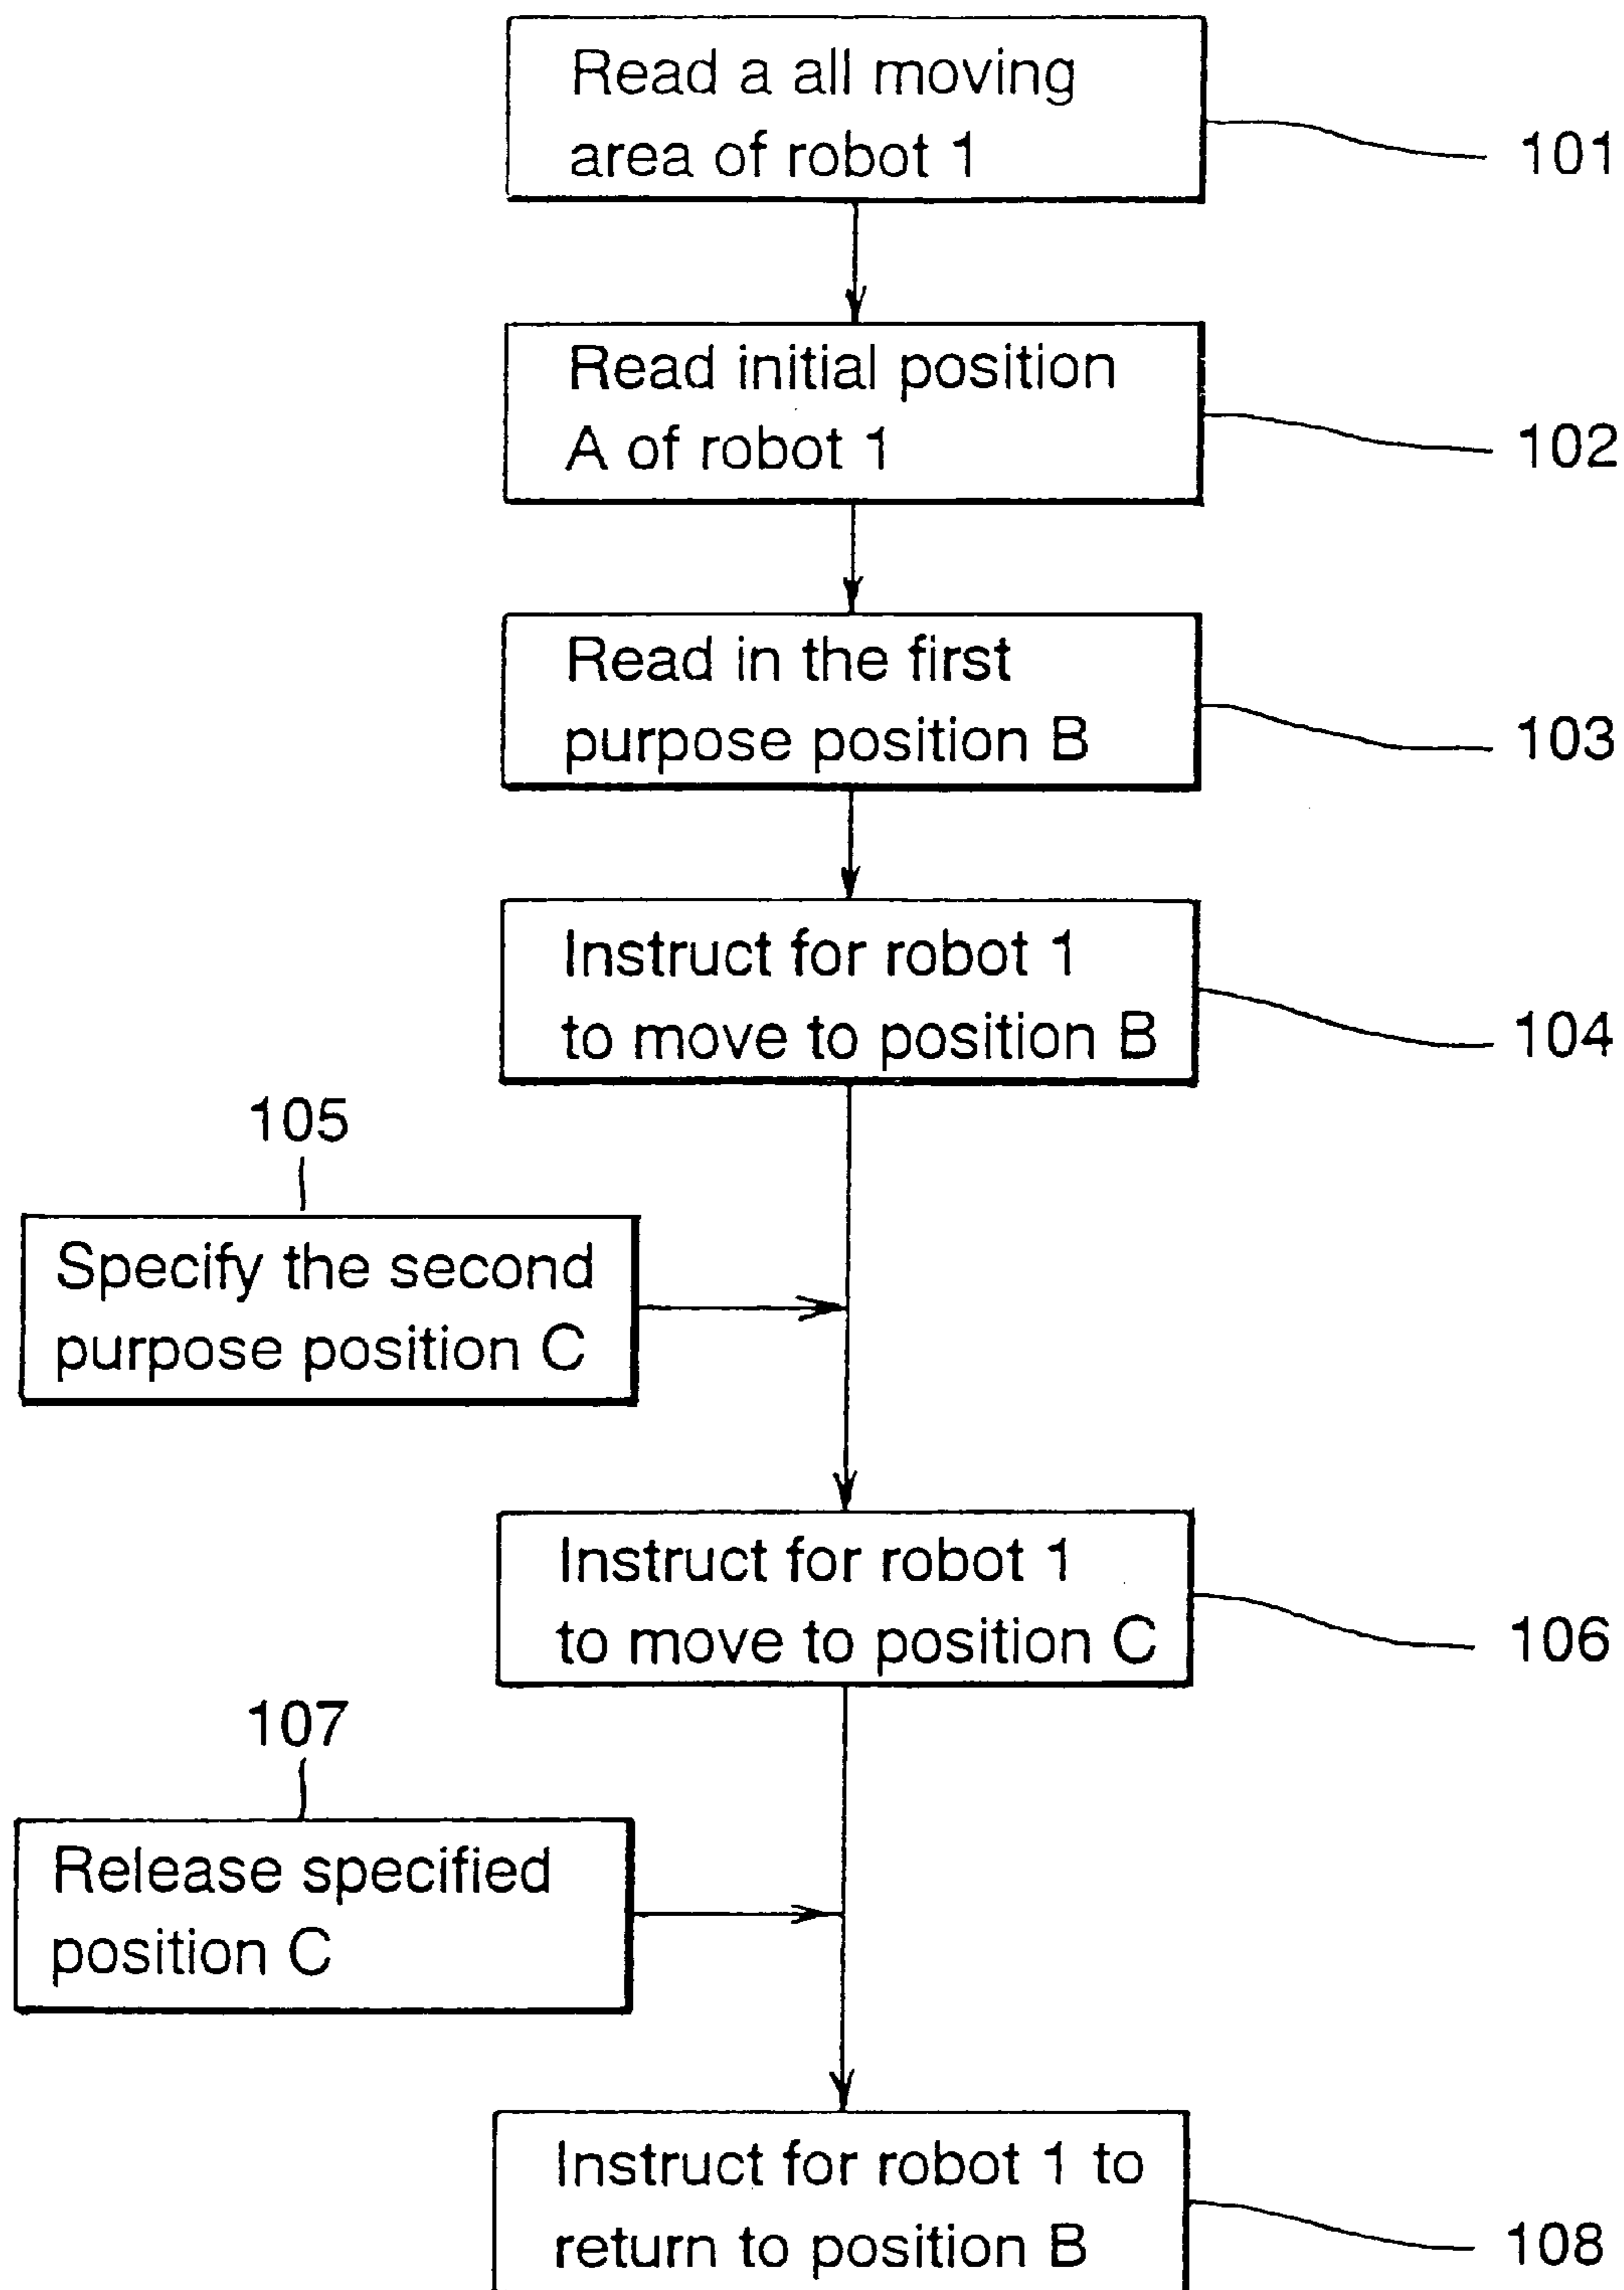 Read a all moving
area of robot 1
101
Read initial position
A of robot 1
102
Read in the first
purpose position B
103
Instruct for robot 1
to move to position B
104
105
Specify the second
purpose position C
Instruct for robot 1
to move to position C
106
107
Release specified
position C
Instruct for robot 1 to
return to position B
108